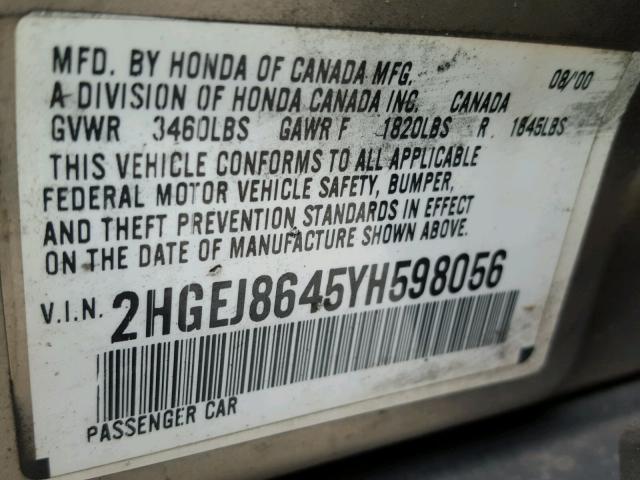 MFD. BY HONDA OF CANADA MFG. 08/00
A DIVISION OF HONDA CANADA INC. CANADA
GVWR 3460LBS GAWR F 1820LBS R 1645LBS
THIS VEHICLE CONFORMS TO ALL APPLICABLE
FEDERAL MOTOR VEHICLE SAFETY, BUMPER,
AND THEFT PREVENTION STANDARDS IN EFFECT
ON THE DATE OF MANUFACTURE SHOWN ABOVE.
V.I.N. 2HGEJ8645YH598056
PASSENGER CAR